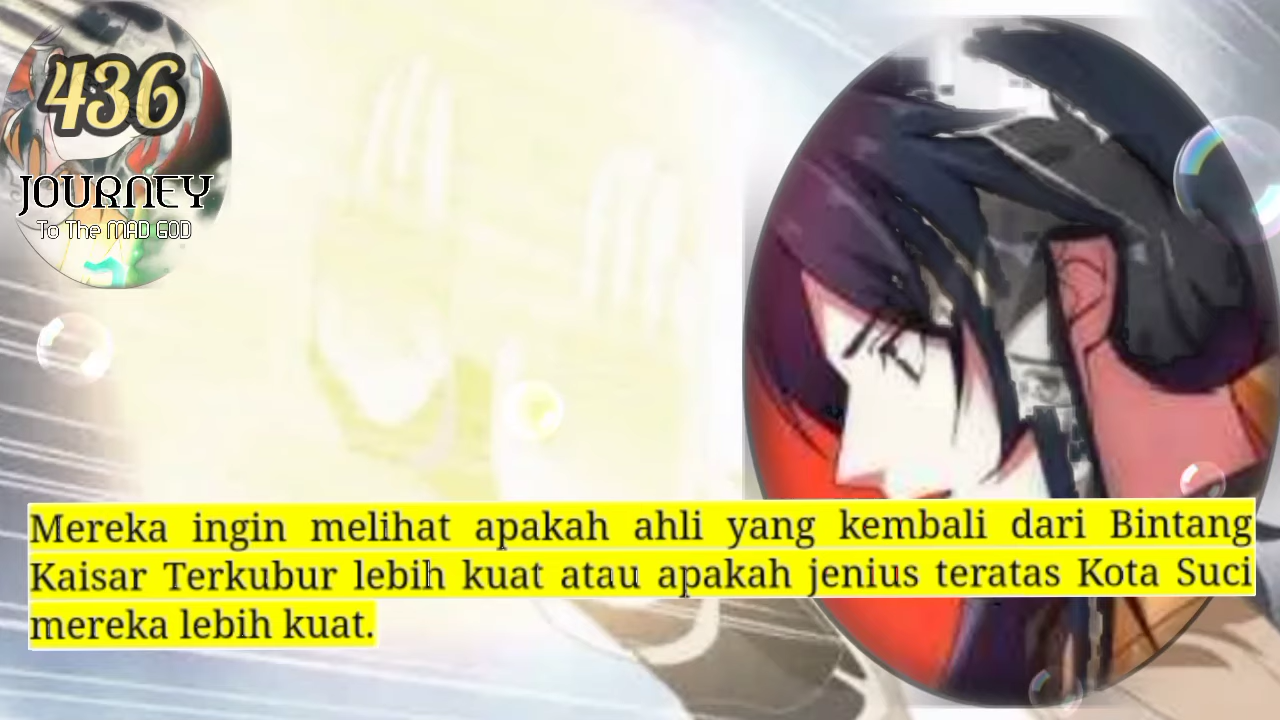 436
JOURNEY
To The MAD GOD
Mereka ingin melihat apakah ahli yang kembali dari Bintang
Kaisar Terkubur lebih kuat atau apakah jenius teratas Kota Suci
mereka lebih kuat.